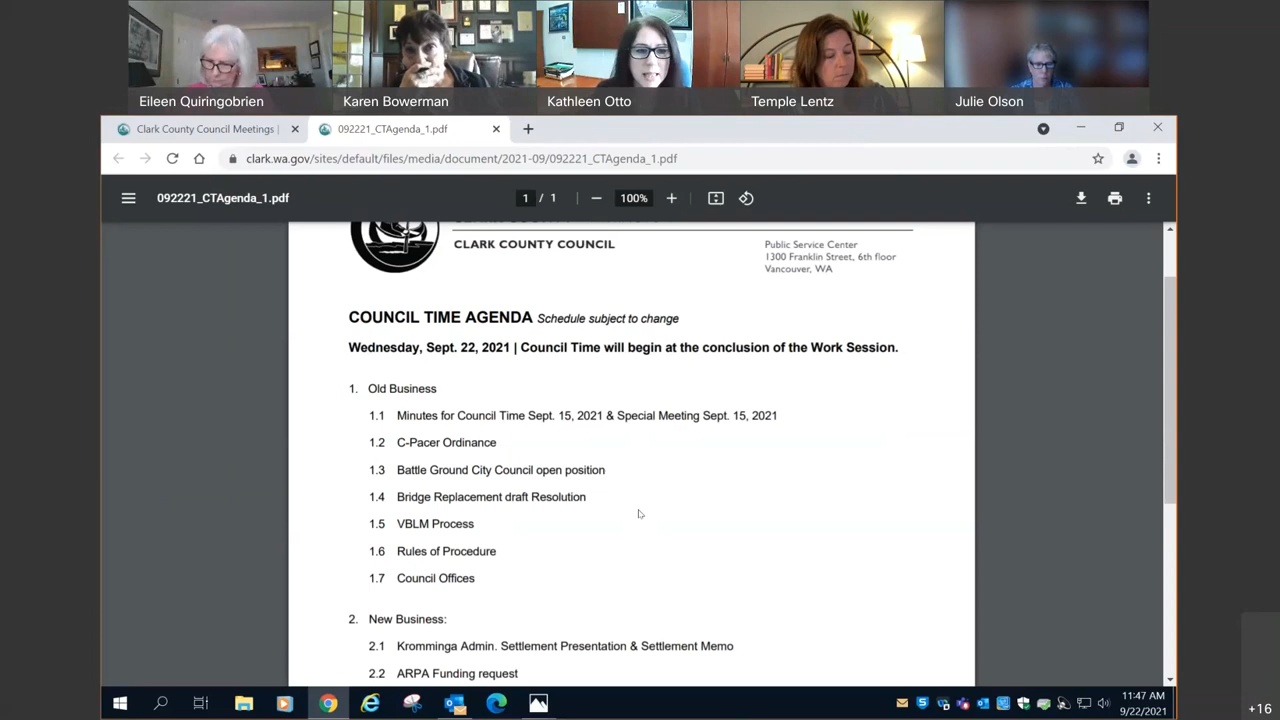 Eileen Quiringobrien
Karen Bowerman
Kathleen Otto
Temple Lentz
Julie Olson
Clark County Council Meetings |
092221_CTAgenda_1.pdf
clark.wa.gov/sites/default/files/media/document/2021-09/092221_CTAgenda_1.pdf
092221_CTAgenda_1.pdf
1 / 1
100%
CLARK COUNTY COUNCIL
Public Service Center
1300 Franklin Street, 6th floor
Vancouver, WA
COUNCIL TIME AGENDA Schedule subject to change
Wednesday, Sept. 22, 2021 | Council Time will begin at the conclusion of the Work Session.
1. Old Business
1.1 Minutes for Council Time Sept. 15, 2021 & Special Meeting Sept. 15, 2021
1.2 C-Pacer Ordinance
1.3 Battle Ground City Council open position
1.4 Bridge Replacement draft Resolution
1.5 VBLM Process
1.6 Rules of Procedure
1.7 Council Offices
2. New Business:
2.1 Kromminga Admin. Settlement Presentation & Settlement Memo
2.2 ARPA Funding request
11:47 AM
9/22/2021
+16